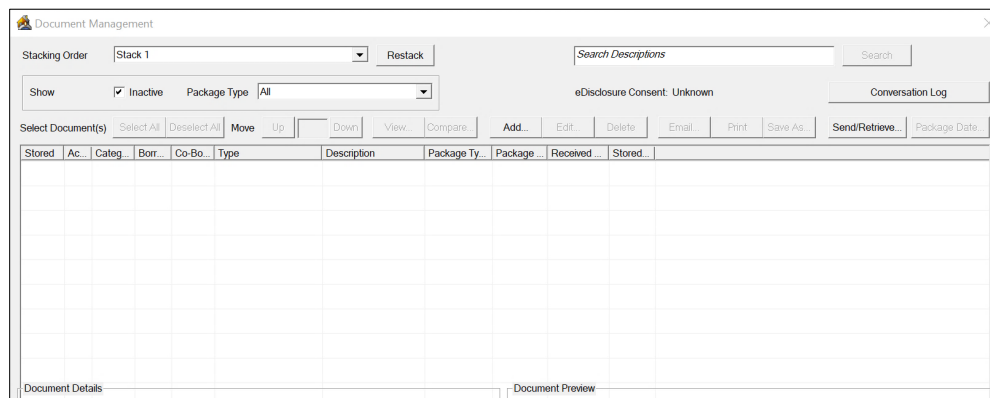 Document Management
Stacking Order Stack 1 Restack Search Descriptions Search
Show Inactive Package Type All eDisclosure Consent: Unknown Conversation Log
Select Document(s) Select All Deselect All Move Up Down View... Compare... Add... Edit... Delete Email... Print Save As... Send/Retrieve... Package Date...
Stored Ac... Categ... Borr... Co-Bo... Type Description Package Ty... Package ... Received ... Stored...
Document Details Document Preview